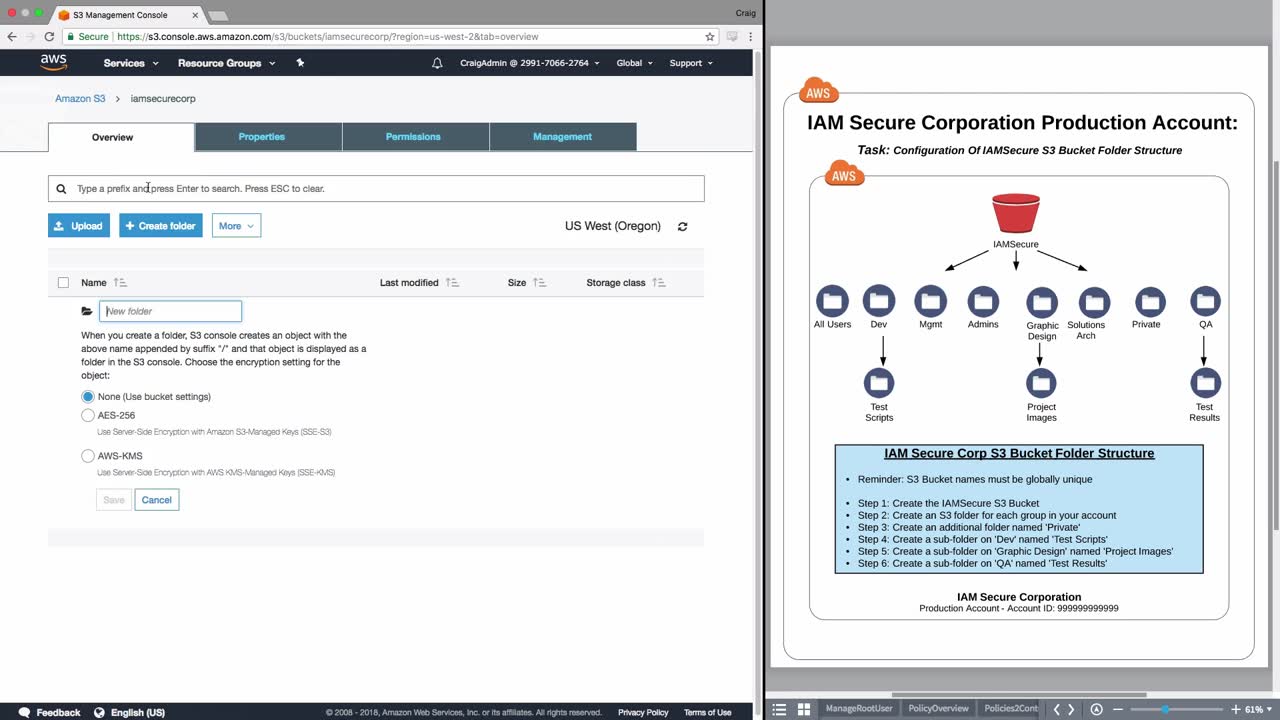 S3 Management Console
Craig
Secure | https://s3.console.aws.amazon.com/s3/buckets/iamsecurecorp/?region=us-west-2&tab=overview
aws
Services
Resource Groups
CraigAdmin @ 2991-7066-2764
Global
Support
Amazon S3 > iamsecurecorp
Overview
Properties
Permissions
Management
Type a prefix and press Enter to search. Press ESC to clear.
Upload
+ Create folder
More
US West (Oregon)
Name
Last modified
Size
Storage class
New folder
When you create a folder, S3 console creates an object with the
above name appended by suffix "/" and that object is displayed as a
folder in the S3 console. Choose the encryption setting for the
object:
None (Use bucket settings)
AES-256
Use Server-Side Encryption with Amazon S3-Managed Keys (SSE-S3)
AWS-KMS
Use Server-Side Encryption with AWS KMS-Managed Keys (SSE-KMS)
Save
Cancel
Feedback
English (US)
© 2008 - 2018, Amazon Web Services, Inc. or its affiliates. All rights reserved.
Privacy Policy
Terms of Use
AWS
IAM Secure Corporation Production Account:
Task: Configuration Of IAMSecure S3 Bucket Folder Structure
AWS
IAMSecure
All Users
Dev
Mgmt
Admins
Graphic
Design
Solutions
Arch
Private
QA
Test
Scripts
Project
Images
Test
Results
IAM Secure Corp S3 Bucket Folder Structure
• Reminder: S3 Bucket names must be globally unique
• Step 1: Create the IAMSecure S3 Bucket
• Step 2: Create an S3 folder for each group in your account
• Step 3: Create an additional folder named 'Private'
• Step 4: Create a sub-folder on 'Dev' named 'Test Scripts'
• Step 5: Create a sub-folder on 'Graphic Design' named 'Project Images'
• Step 6: Create a sub-folder on 'QA' named 'Test Results'
IAM Secure Corporation
Production Account - Account ID: 999999999999
ManageRootUser
PolicyOverview
Policies2Cont
61%